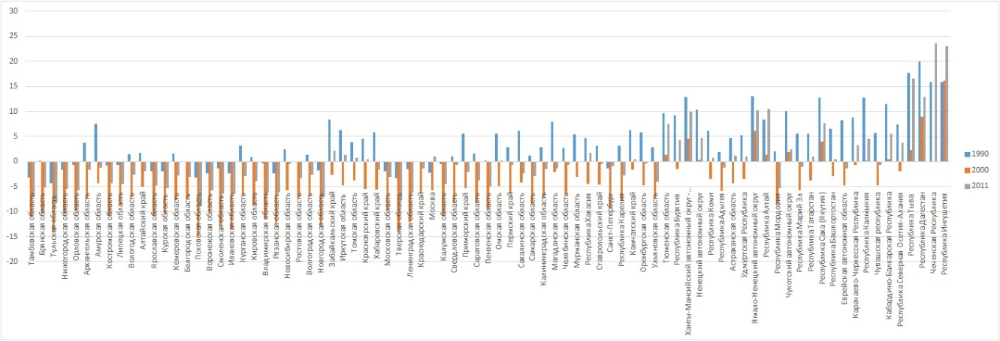 30
25
20
15
10
5
0
-5
-10
-15
-20
Тамбовская область
Брянская область
Тульская область
Нижегородская область
Орловская область
Архангельская область
Амурская область
Костромская область
Липецкая область
Вологодская область
Алтайский край
Ярославская область
Курская область
Кемеровская область
Белгородская область
Псковская область
Воронежская область
Смоленская область
Ивановская область
Курганская область
Кировская область
Владимирская область
Рязанская область
Новосибирская область
Ростовская область
Волгоградская область
Новгородская область
Забайкальский край
Иркутская область
Томская область
Красноярский край
Хабаровский край
Московская область
Тверская область
Ленинградская область
Краснодарский край
Москва
Калужская область
Свердловская область
Приморский край
Саратовская область
Пензенская область
Омская область
Пермский край
Сахалинская область
Самарская область
Калининградская область
Магаданская область
Челябинская область
Мурманская область
Республика Хакасия
Ставропольский край
Санкт-Петербург
Республика Карелия
Камчатский край
Оренбургская область
Ульяновская область
Тюменская область
Республика Бурятия
Ханты-Мансийский автономный округ-…
Ненецкий автономный округ
Республика Коми
Республика Адыгея
Астраханская область
Удмуртская Республика
Ямало-Ненецкий автономный округ
Республика Алтай
Республика Мордовия
Чукотский автономный округ
Республика Марий Эл
Республика Татарстан
Республика Саха (Якутия)
Республика Башкортостан
Еврейская автономная область
Карачаево-Черкесская Республика
Республика Калмыкия
Чувашская республика
Кабардино-Балкарская Республика
Республика Северная Осетия-Алания
Республика Тыва
Республика Дагестан
Чеченская Республика
Республика Ингушетия
1990
2000
2011